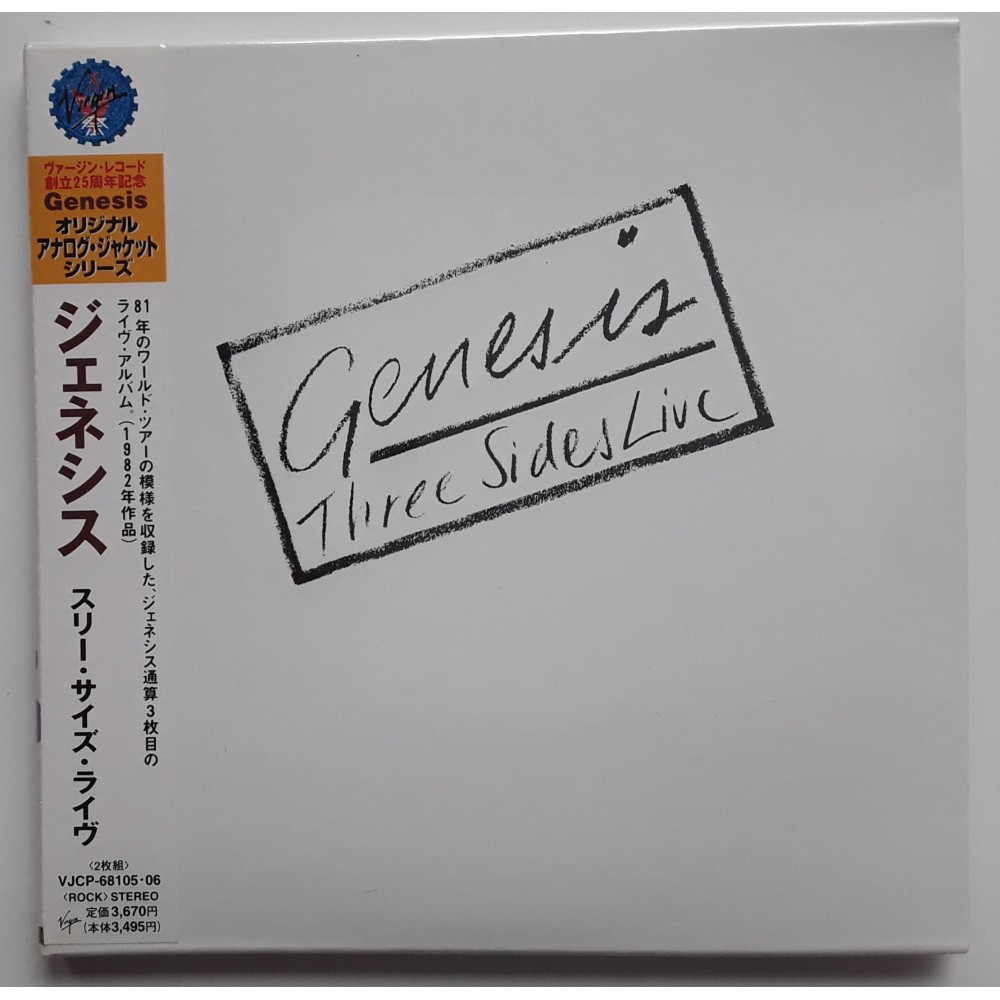 Virgin
ヴァージン・レコード
創立25周年記念
Genesis
オリジナル
アナログ・ジャケット
シリーズ
81年のワールド・ツアーの模様を収録した、ジェネシス通算3枚目の
ライヴ・アルバム。(1982年作品)
ジェネシス
スリー・サイズ・ライヴ
〈2枚組〉
VJCP-68105・06
〈ROCK〉STEREO
Virgin
定価3,670円
(本体3,495円)
Genesis
Three Sides Live